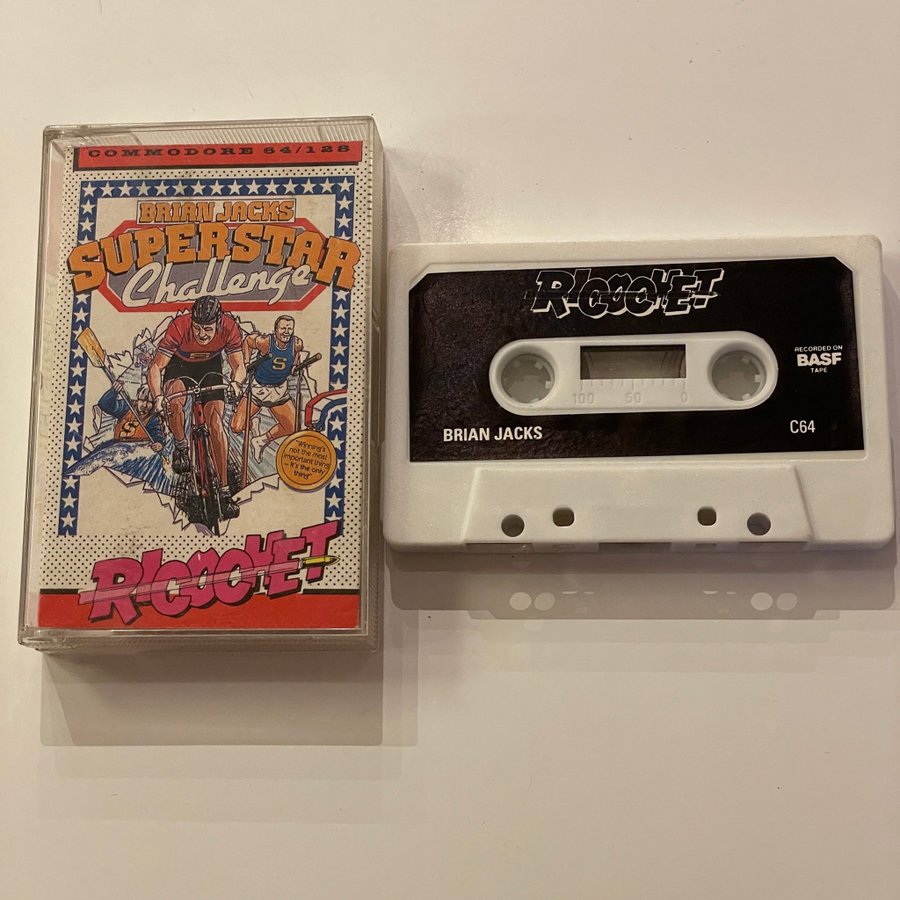 COMMODORE 64/128
BRIAN JACKS
SUPERSTAR
Challenge
S
S
S
"Winning's
not the most
important thing
– it's the only
thing"
RICOCHET
RICOCHET
RECORDED ON
BASF
TAPE
100 50 0
BRIAN JACKS
C64